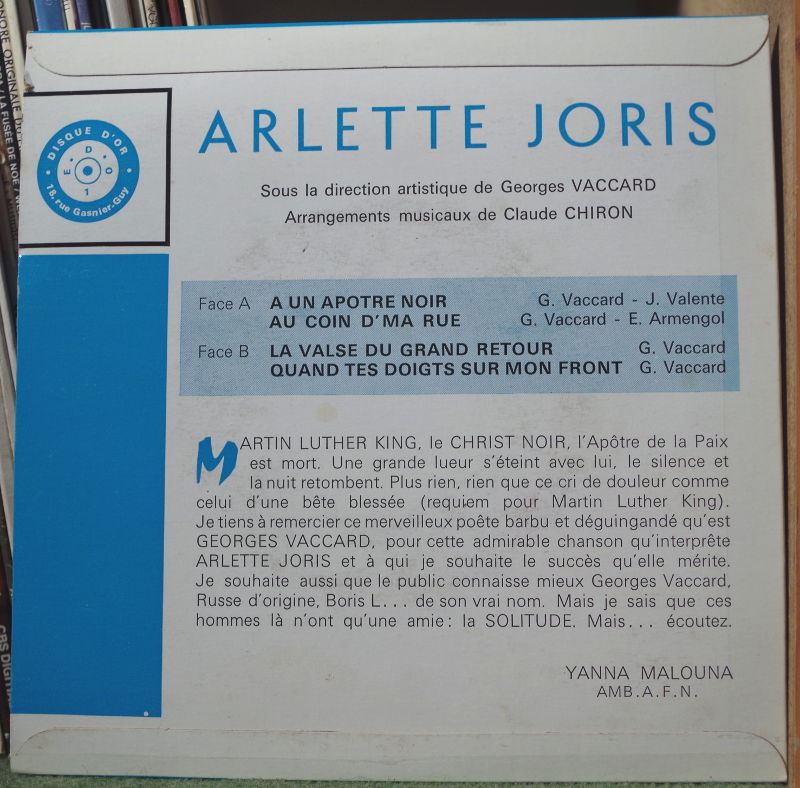 ARLETTE JORIS
DISQUE D'OR
E.D.O
1
18, rue Gasnier-Guy
Sous la direction artistique de Georges VACCARD
Arrangements musicaux de Claude CHIRON
Face A A UN APOTRE NOIR G. Vaccard - J. Valente
AU COIN D'MA RUE G. Vaccard - E. Armengol
Face B LA VALSE DU GRAND RETOUR G. Vaccard
QUAND TES DOIGTS SUR MON FRONT G. Vaccard
MARTIN LUTHER KING, le CHRIST NOIR, l'Apôtre de la Paix
est mort. Une grande lueur s'éteint avec lui, le silence et
la nuit retombent. Plus rien, rien que ce cri de douleur comme
celui d'une bête blessée (requiem pour Martin Luther King).
Je tiens à remercier ce merveilleux poête barbu et déguingandé qu'est
GEORGES VACCARD, pour cette admirable chanson qu'interprête
ARLETTE JORIS et à qui je souhaite le succès qu'elle mérite.
Je souhaite aussi que le public connaisse mieux Georges Vaccard,
Russe d'origine, Boris L... de son vrai nom. Mais je sais que ces
hommes là n'ont qu'une amie : la SOLITUDE. Mais... écoutez.
YANNA MALOUNA
AMB.A.F.N.
LA FUSÉE DE NOÉ
CBS DIGITA